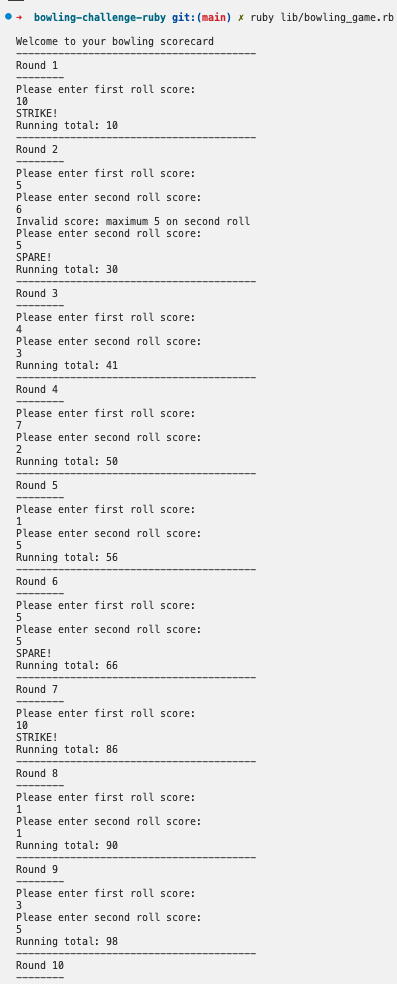 → bowling-challenge-ruby git:(main) ✗ ruby lib/bowling_game.rb
Welcome to your bowling scorecard
----------------------------------------
Round 1
--------
Please enter first roll score:
10
STRIKE!
Running total: 10
----------------------------------------
Round 2
--------
Please enter first roll score:
5
Please enter second roll score:
6
Invalid score: maximum 5 on second roll
Please enter second roll score:
5
SPARE!
Running total: 30
----------------------------------------
Round 3
--------
Please enter first roll score:
4
Please enter second roll score:
3
Running total: 41
----------------------------------------
Round 4
--------
Please enter first roll score:
7
Please enter second roll score:
2
Running total: 50
----------------------------------------
Round 5
--------
Please enter first roll score:
1
Please enter second roll score:
5
Running total: 56
----------------------------------------
Round 6
--------
Please enter first roll score:
5
Please enter second roll score:
5
SPARE!
Running total: 66
----------------------------------------
Round 7
--------
Please enter first roll score:
10
STRIKE!
Running total: 86
----------------------------------------
Round 8
--------
Please enter first roll score:
1
Please enter second roll score:
1
Running total: 90
----------------------------------------
Round 9
--------
Please enter first roll score:
3
Please enter second roll score:
5
Running total: 98
----------------------------------------
Round 10
--------